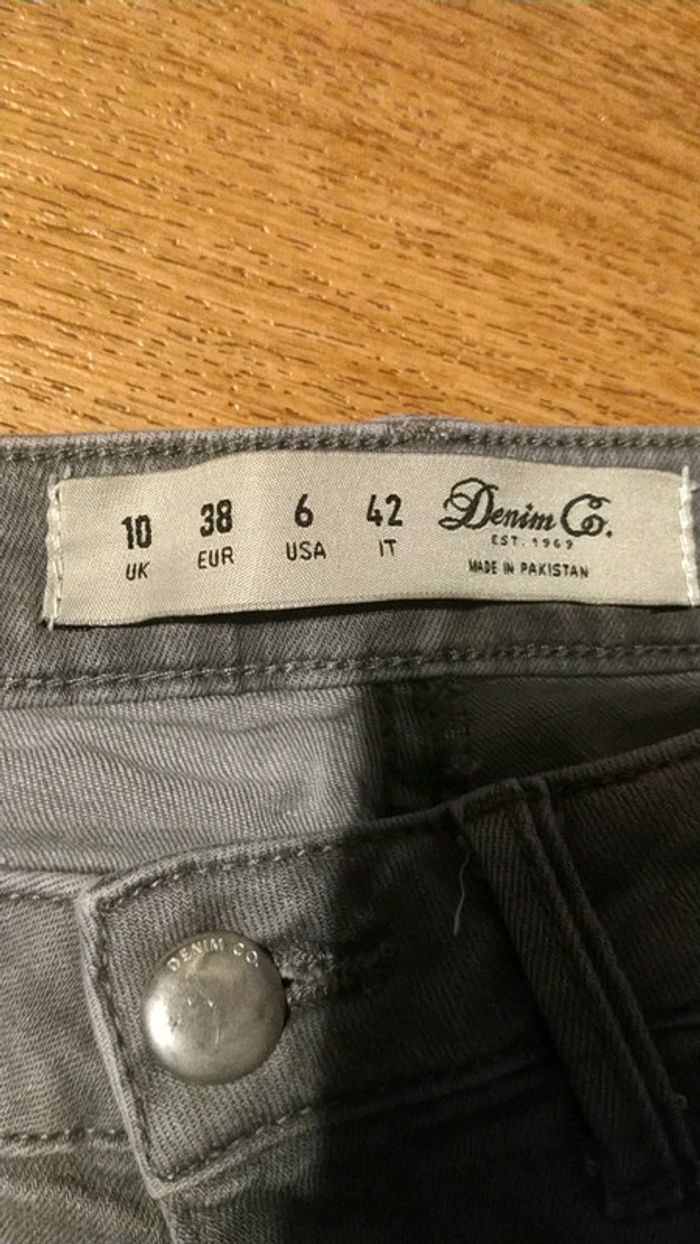 10 38 6 42 Denim Co.
UK EUR USA IT EST. 1969
MADE IN PAKISTAN
DENIM CO.